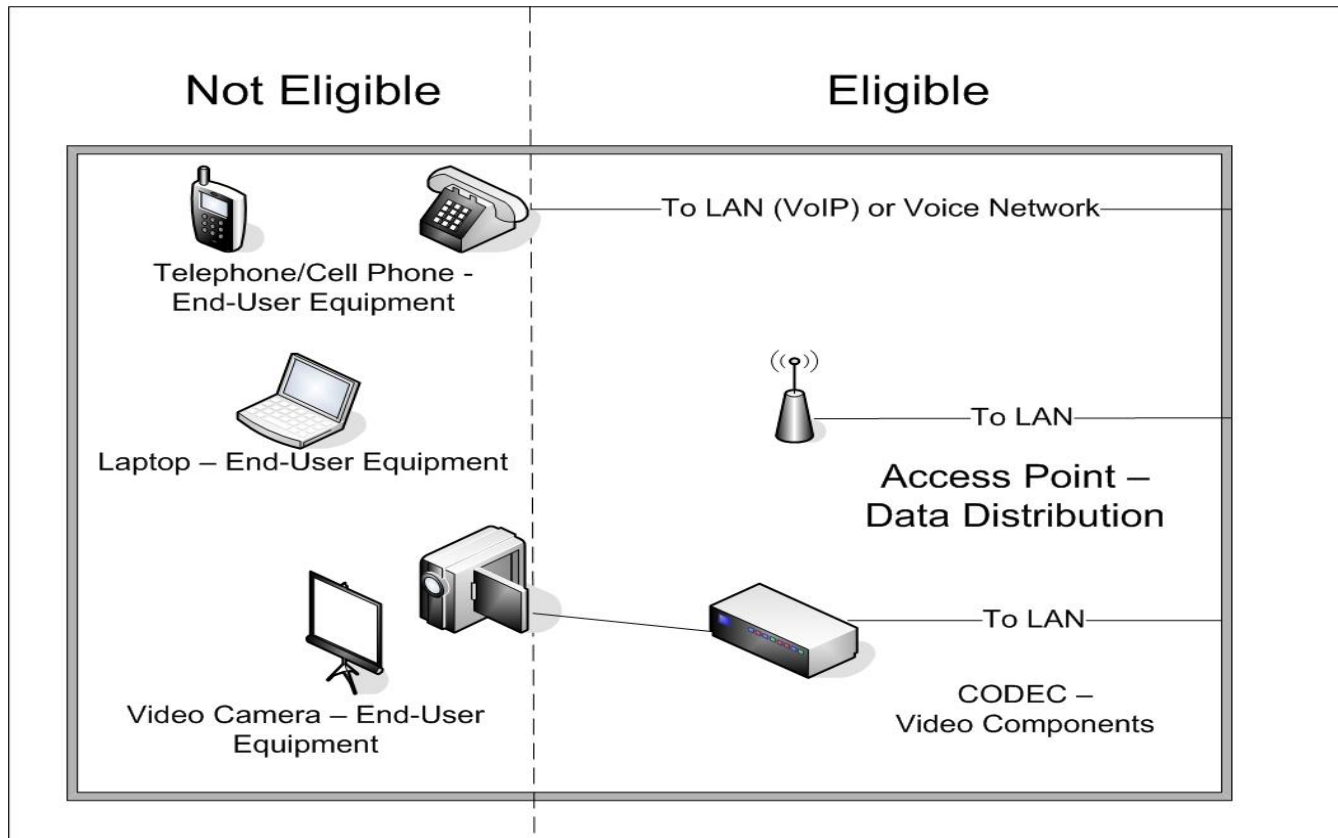 Not Eligible
Eligible
To LAN (VoIP) or Voice Network
Telephone/Cell Phone -
End-User Equipment
To LAN
Laptop – End-User Equipment
Access Point –
Data Distribution
To LAN
Video Camera – End-User
Equipment
CODEC –
Video Components